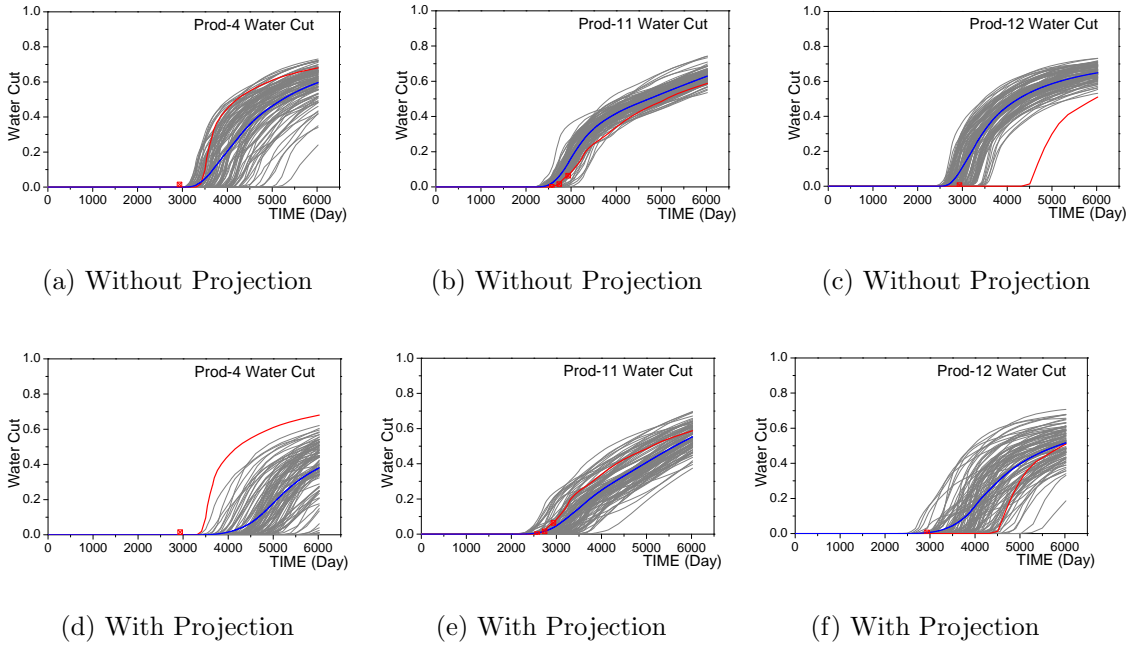 Prod-4 Water Cut
Water Cut
1.0
0.8
0.6
0.4
0.2
0.0
0 1000 2000 3000 4000 5000 6000
TIME (Day)
Prod-11 Water Cut
Water Cut
1.0
0.8
0.6
0.4
0.2
0.0
0 1000 2000 3000 4000 5000 6000
TIME (Day)
Prod-12 Water Cut
Water Cut
1.0
0.8
0.6
0.4
0.2
0.0
0 1000 2000 3000 4000 5000 6000
TIME (Day)
(a) Without Projection
(b) Without Projection
(c) Without Projection
Prod-4 Water Cut
Water Cut
1.0
0.8
0.6
0.4
0.2
0.0
0 1000 2000 3000 4000 5000 6000
TIME (Day)
Prod-11 Water Cut
Water Cut
1.0
0.8
0.6
0.4
0.2
0.0
0 1000 2000 3000 4000 5000 6000
TIME (Day)
Prod-12 Water Cut
Water Cut
1.0
0.8
0.6
0.4
0.2
0.0
0 1000 2000 3000 4000 5000 6000
TIME (Day)
(d) With Projection
(e) With Projection
(f) With Projection